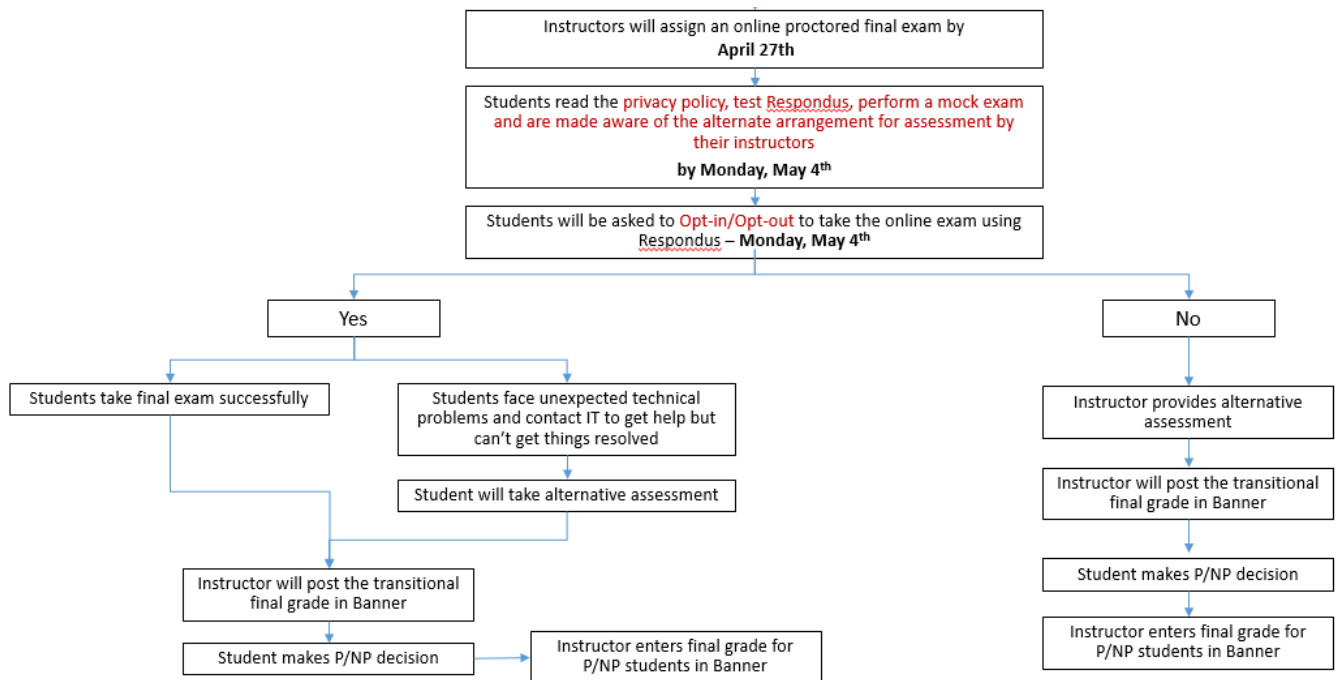 Instructors will assign an online proctored final exam by
April 27th
Students read the privacy policy, test Respondus, perform a mock exam
and are made aware of the alternate arrangement for assessment by
their instructors
by Monday, May 4th
Students will be asked to Opt-in/Opt-out to take the online exam using
Respondus – Monday, May 4th
Yes
No
Students take final exam successfully
Students face unexpected technical
problems and contact IT to get help but
can’t get things resolved
Student will take alternative assessment
Instructor will post the transitional
final grade in Banner
Student makes P/NP decision
Instructor enters final grade for
P/NP students in Banner
Instructor provides alternative
assessment
Instructor will post the transitional
final grade in Banner
Student makes P/NP decision
Instructor enters final grade for
P/NP students in Banner